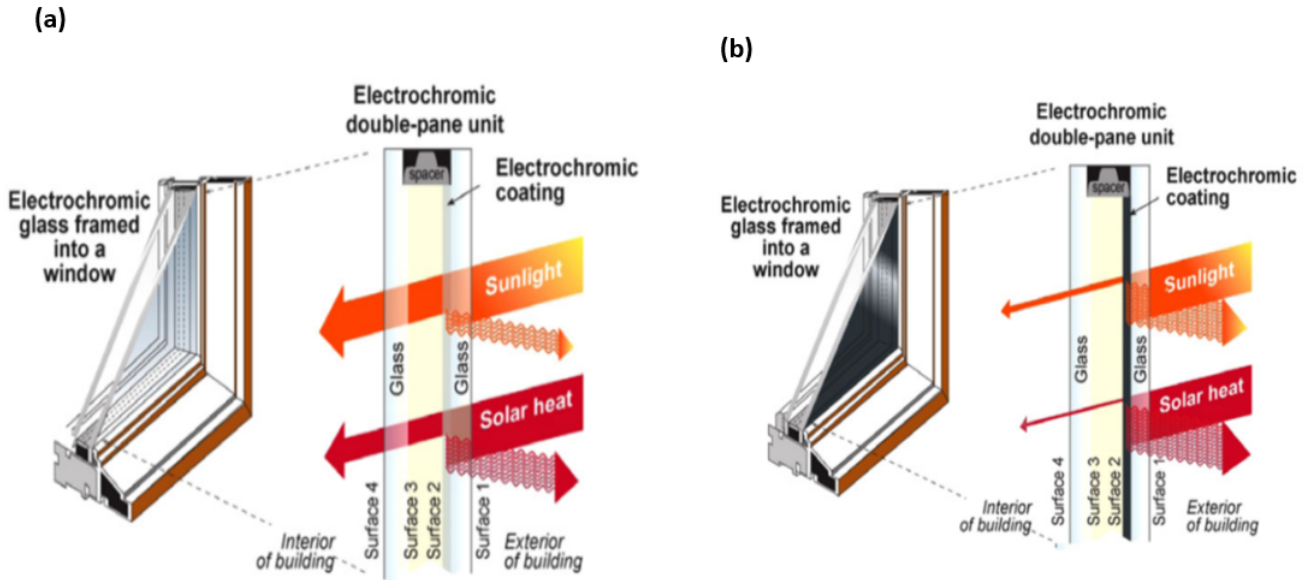 (a)
Electrochromic
double-pane unit
spacer
Electrochromic
coating
Electrochromic
glass framed
into a
window
Sunlight
Glass
Glass
Solar heat
Surface 4
Surface 3
Surface 2
Surface 1
Interior
of building
Exterior
of building
(b)
Electrochromic
double-pane unit
spacer
Electrochromic
coating
Electrochromic
glass framed
into a
window
Sunlight
Glass
Glass
Solar heat
Surface 4
Surface 3
Surface 2
Surface 1
Interior
of building
Exterior
of building